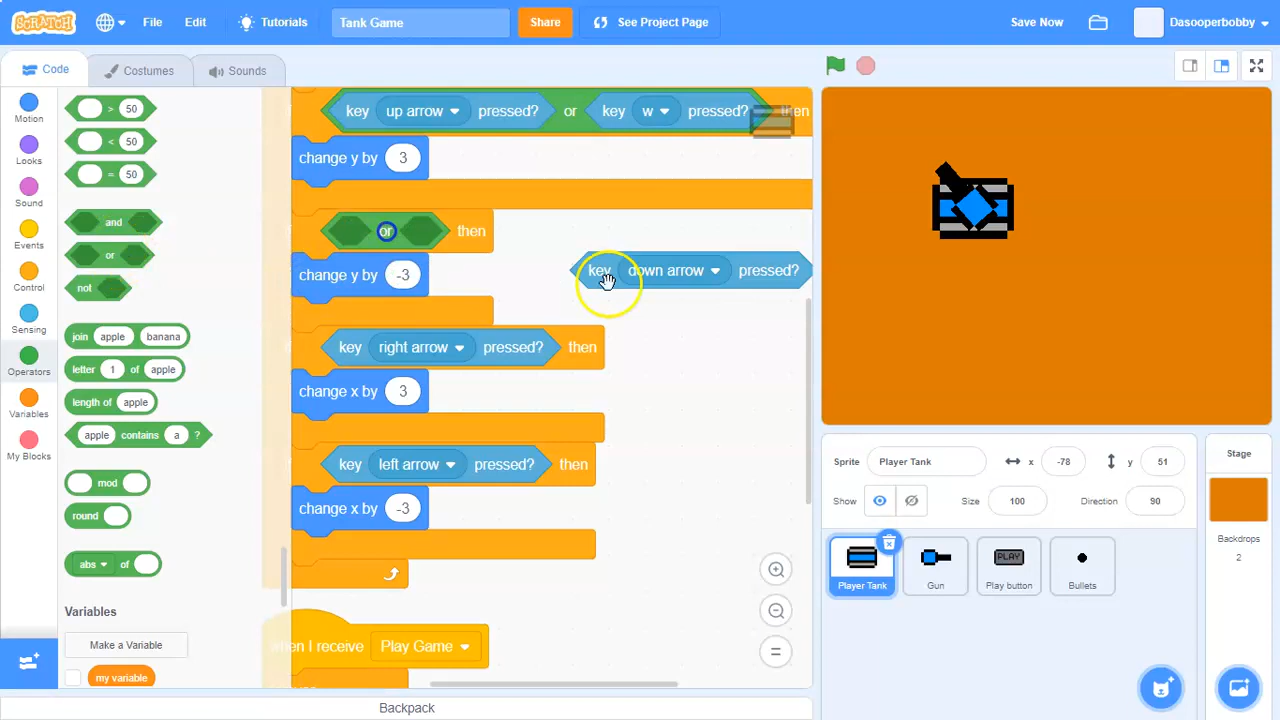 SCRATCH File Edit Tutorials Tank Game Share See Project Page Save Now Dasooperbobby
Code Costumes Sounds
Motion
Looks
Sound
Events
Control
Sensing
Operators
Variables
My Blocks
> 50
< 50
= 50
and
or
not
join apple banana
letter 1 of apple
length of apple
apple contains a ?
mod
round
abs of
Variables
Make a Variable
my variable
key up arrow pressed? or key w pressed? then
change y by 3
or then
key down arrow pressed?
change y by -3
key right arrow pressed? then
change x by 3
key left arrow pressed? then
change x by -3
when I receive Play Game
Backpack
Sprite Player Tank x -78 y 51
Show Size 100 Direction 90
Player Tank
Gun
PLAY
Play button
Bullets
Stage
Backdrops
2